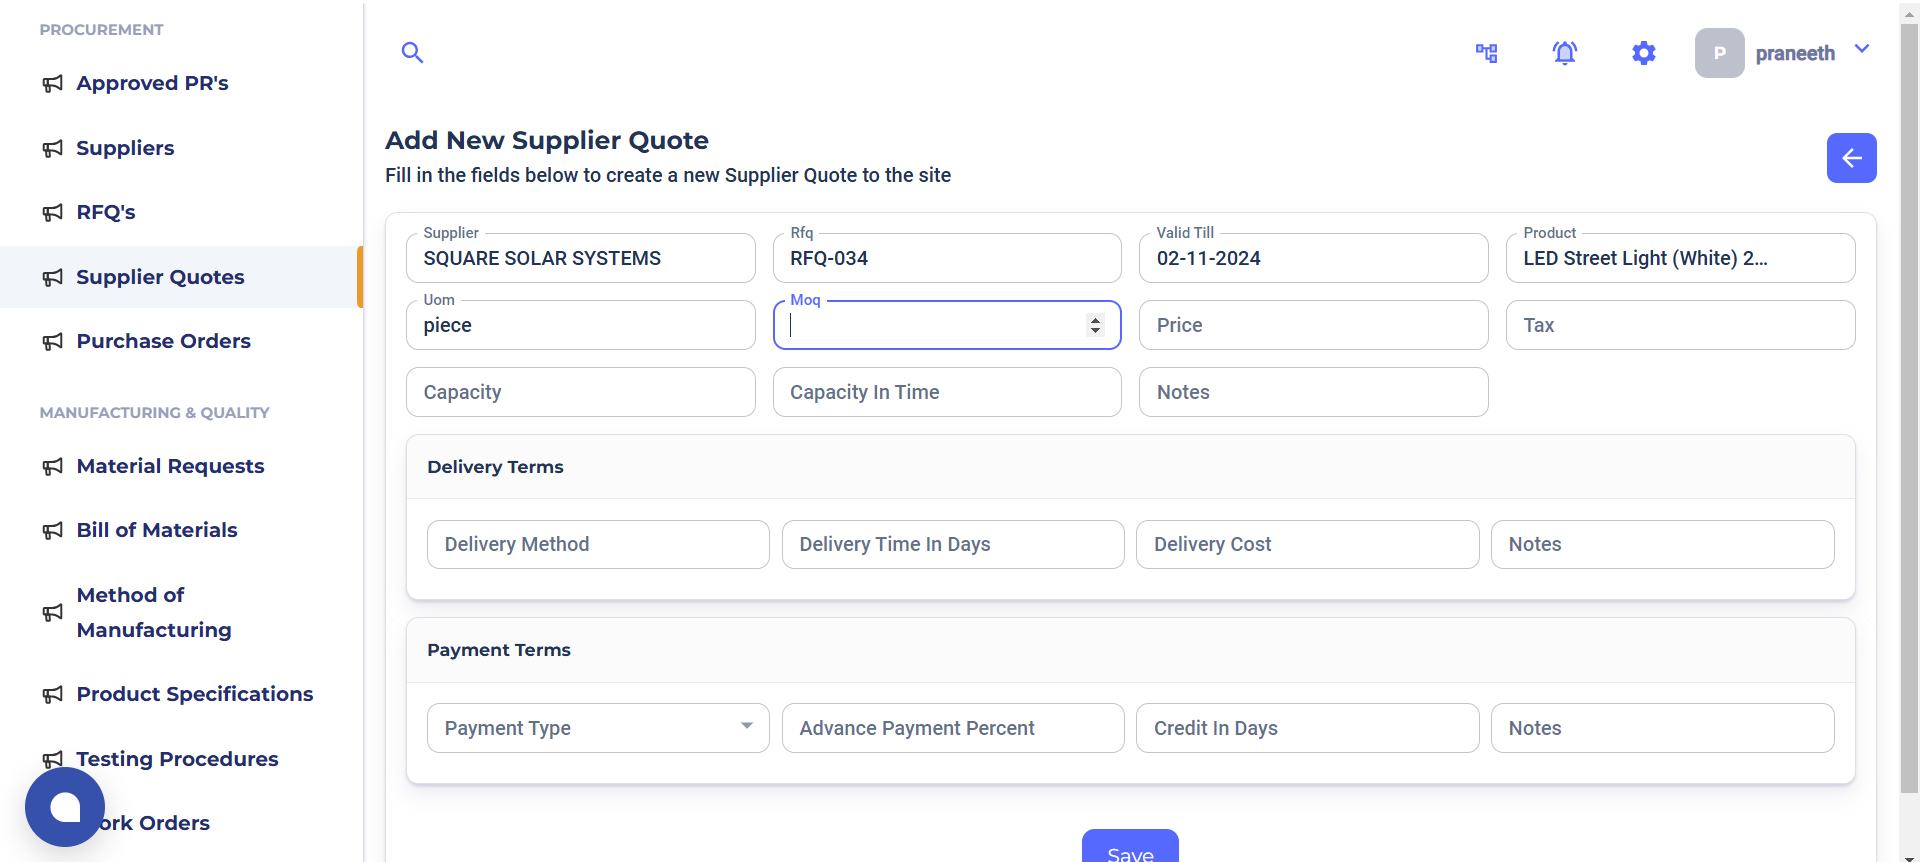 PROCUREMENT
Approved PR's
Suppliers
RFQ's
Supplier Quotes
Purchase Orders
MANUFACTURING & QUALITY
Material Requests
Bill of Materials
Method of
Manufacturing
Product Specifications
Testing Procedures
ork Orders
P
praneeth
Add New Supplier Quote
Fill in the fields below to create a new Supplier Quote to the site
Supplier
SQUARE SOLAR SYSTEMS
Rfq
RFQ-034
Valid Till
02-11-2024
Product
LED Street Light (White) 2...
Uom
piece
Moq
Price
Tax
Capacity
Capacity In Time
Notes
Delivery Terms
Delivery Method
Delivery Time In Days
Delivery Cost
Notes
Payment Terms
Payment Type
Advance Payment Percent
Credit In Days
Notes
Save